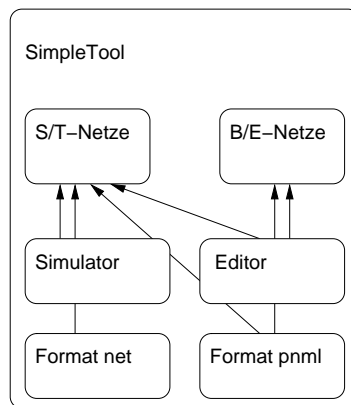 SimpleTool
S/T−Netze
B/E−Netze
Simulator
Editor
Format net
Format pnml